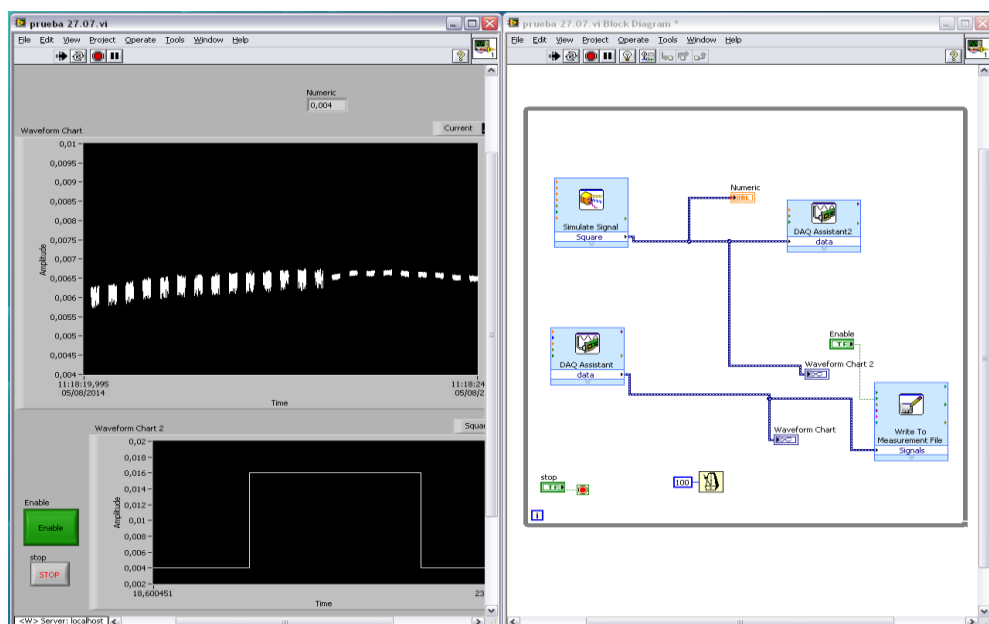 prueba 27.07.vi
File Edit View Project Operate Tools Window Help
Numeric
0,004
Waveform Chart
Current
0,01
0,0095
0,009
0,0085
0,008
0,0075
0,007
0,0065
0,006
0,0055
0,005
0,0045
0,004
Amplitude
11:18:19,995
05/08/2014
11:18:24
05/08/2
Time
Waveform Chart 2
Squar
0,02
0,018
0,016
0,014
0,012
0,01
0,008
0,006
0,004
0,002
Amplitude
18,600451
23
Time
Enable
Enable
stop
STOP
<W> Server: localhost
prueba 27.07.vi Block Diagram *
File Edit View Project Operate Tools Window Help
Numeric
DBL
Simulate Signal
Square
DAQ Assistant2
data
Enable
TF
DAQ Assistant
data
Waveform Chart 2
Waveform Chart
Write To
Measurement File
Signals
stop
TF
100
i